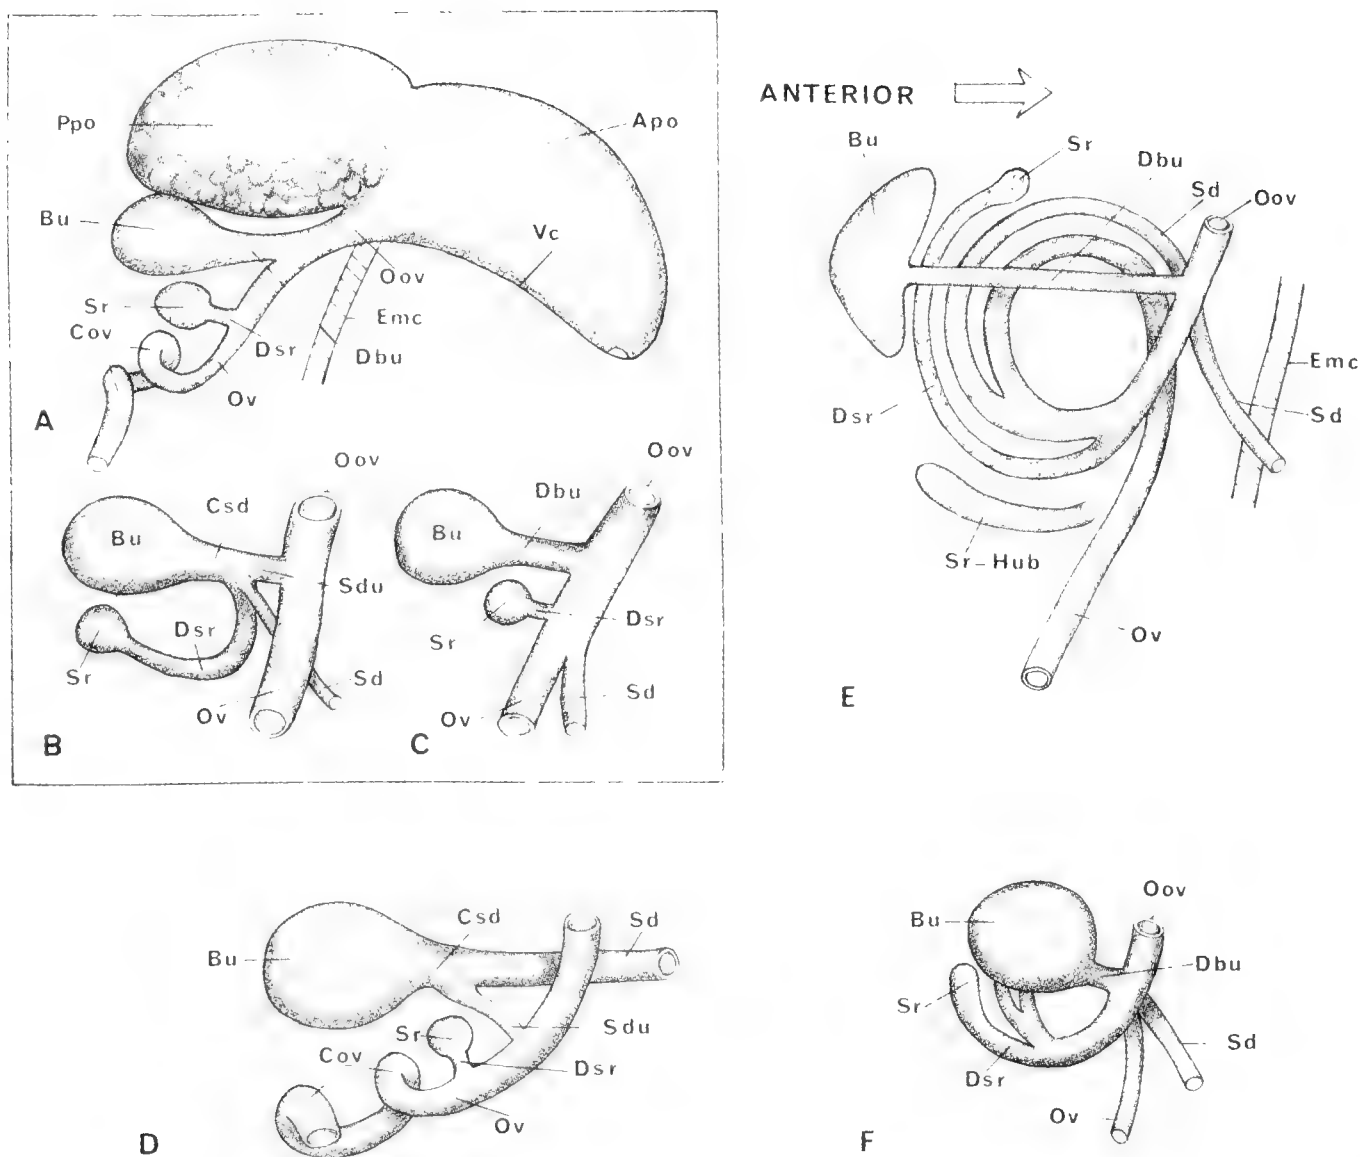 Ppo
Apo
Bu
Vc
Oov
Sr
Emc
Cov
Dsr
Dbu
Ov
A
Oov
Csd
Bu
Sdu
Dsr
Sr
Sd
Ov
B
Oov
Dbu
Bu
Dsr
Sr
Sd
Ov
C
ANTERIOR
Bu
Sr
Dbu
Sd
Oov
Emc
Dsr
Sd
Sr-Hub
Ov
E
Csd
Sd
Bu
Sr
Sdu
Cov
Dsr
Ov
D
Oov
Bu
Dbu
Sr
Sd
Dsr
Ov
F